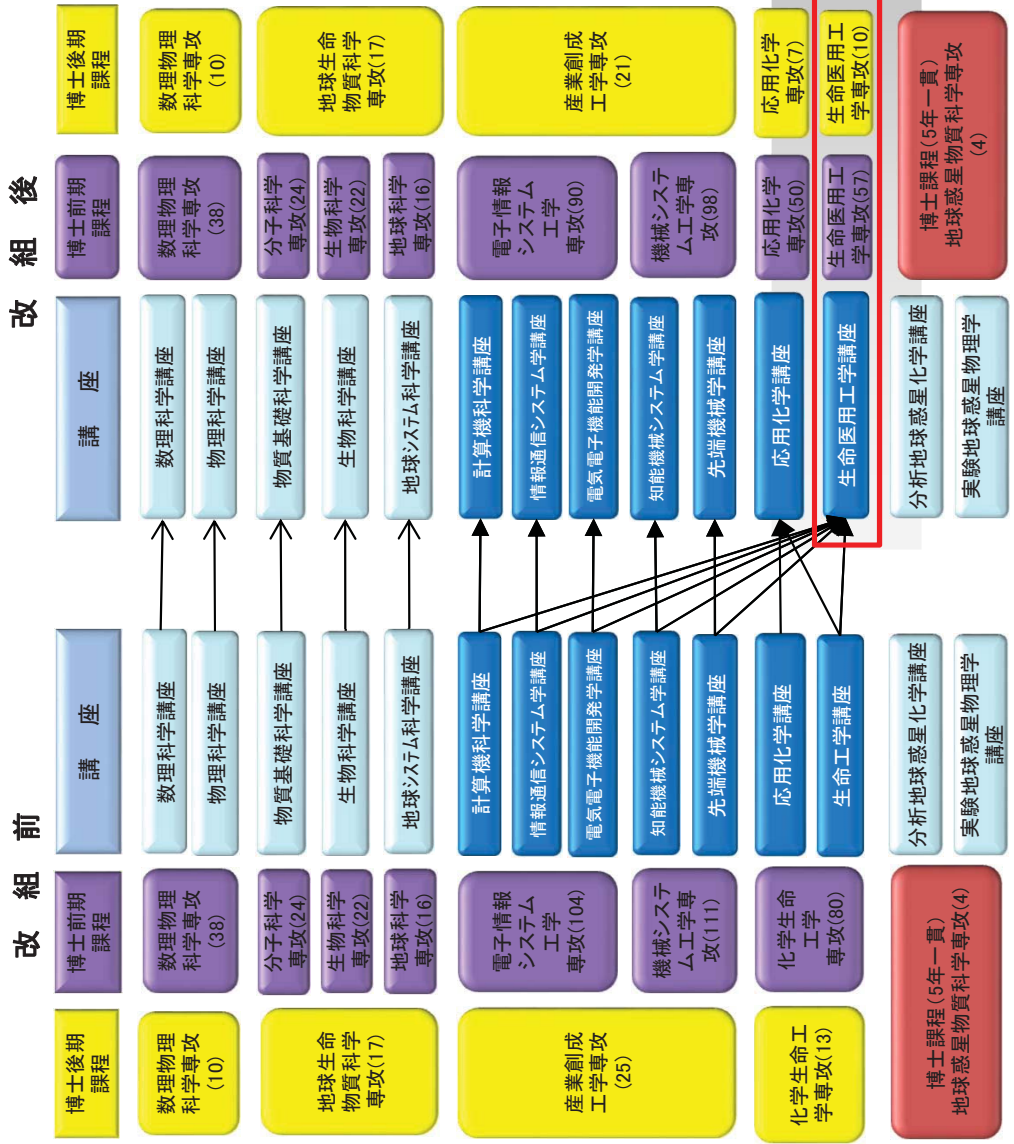 改 組 前
改 組 後
博士後期
課程
数理物理
科学専攻
(10)
地球生命
物質科学
専攻(17)
産業創成
工学専攻
(25)
化学生命工
学専攻(13)
博士前期
課程
数理物理
科学専攻
(38)
分子科学
専攻(24)
生物科学
専攻(22)
地球科学
専攻(16)
電子情報
システム
工学
専攻(104)
機械システ
ム工学専
攻(111)
化学生命
工学
専攻(80)
博士課程(5年一貫)
地球惑星物質科学専攻(4)
講 座
数理科学講座
物理科学講座
物質基礎科学講座
生物科学講座
地球システム科学講座
計算機科学講座
情報通信システム学講座
電気電子機能開発学講座
知能機械システム学講座
先端機械学講座
応用化学講座
生命工学講座
分析地球惑星化学講座
実験地球惑星物理学
講座
講 座
数理科学講座
物理科学講座
物質基礎科学講座
生物科学講座
地球システム科学講座
計算機科学講座
情報通信システム学講座
電気電子機能開発学講座
知能機械システム学講座
先端機械学講座
応用化学講座
生命医用工学講座
分析地球惑星化学講座
実験地球惑星物理学
講座
博士前期
課程
数理物理
科学専攻
(38)
分子科学
専攻(24)
生物科学
専攻(22)
地球科学
専攻(16)
電子情報
システム
工学
専攻(90)
機械システ
ム工学専
攻(98)
応用化学
専攻(50)
生命医用工
学専攻(57)
博士後期
課程
数理物理
科学専攻
(10)
地球生命
物質科学
専攻(17)
産業創成
工学専攻
(21)
応用化学
専攻(7)
生命医用工
学専攻(10)
博士課程(5年一貫)
地球惑星物質科学専攻
(4)